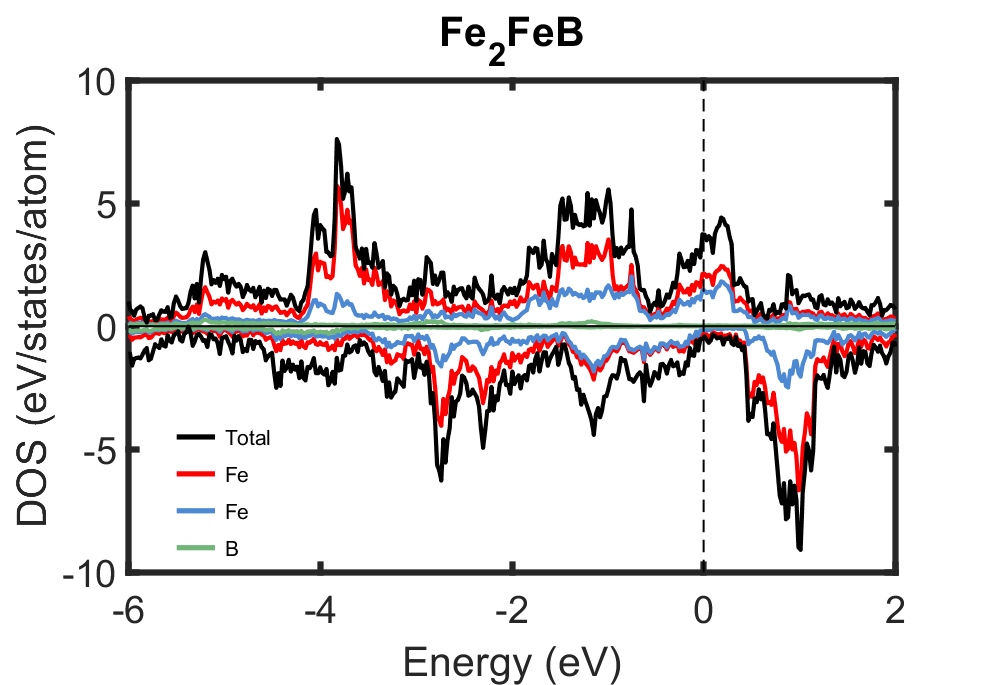 Fe₂FeB
DOS (eV/states/atom)
10
5
0
-5
-10
Total
Fe
Fe
B
-6 -4 -2 0 2
Energy (eV)